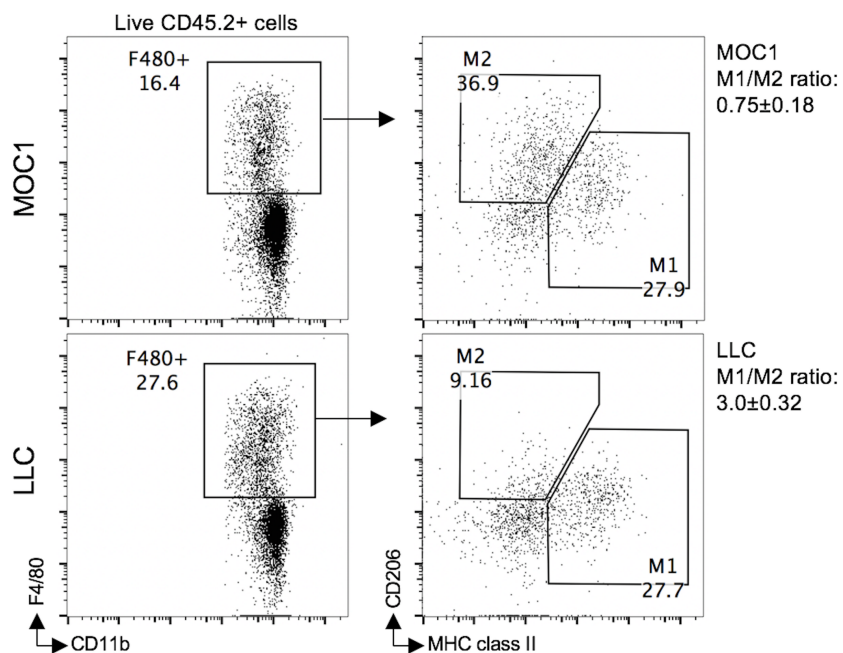 Live CD45.2+ cells
F480+
16.4
M2
36.9
M1
27.9
MOC1
M1/M2 ratio:
0.75±0.18
MOC1
F480+
27.6
M2
9.16
M1
27.7
LLC
M1/M2 ratio:
3.0±0.32
LLC
F4/80
CD11b
CD206
MHC class II